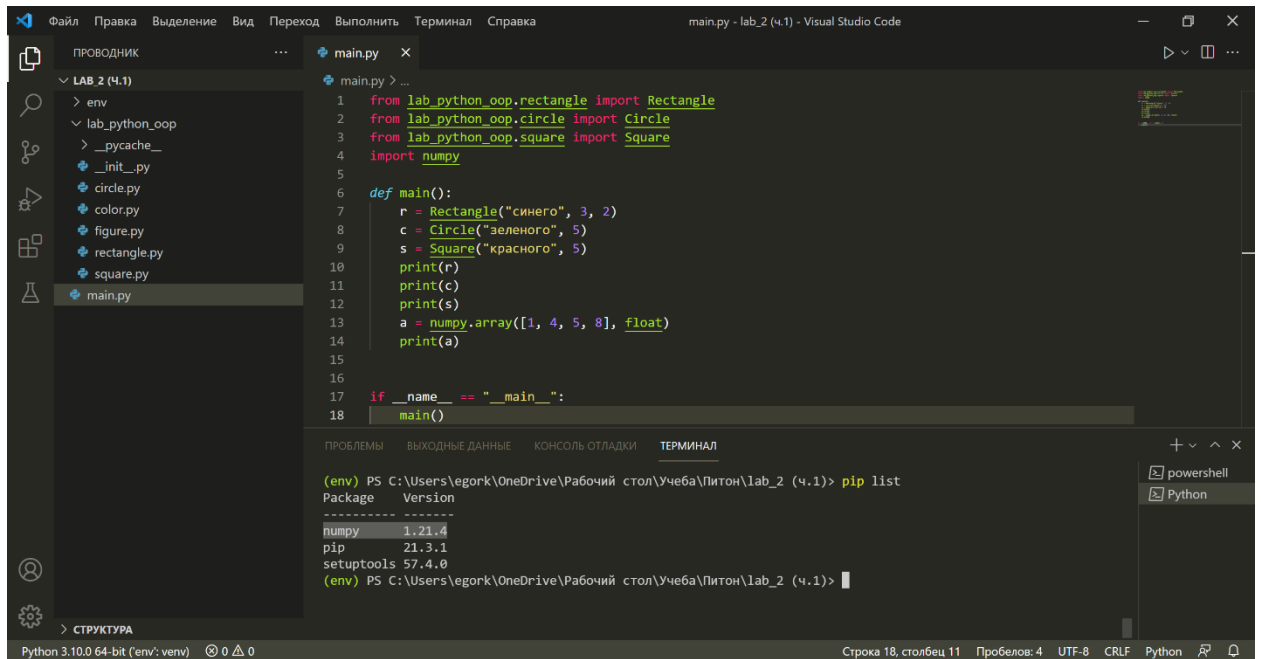 Файл Правка Выделение Вид Переход Выполнить Терминал Справка main.py - lab_2 (ч.1) - Visual Studio Code
ПРОВОДНИК
LAB_2 (Ч.1)
env
lab_python_oop
__pycache__
__init__.py
circle.py
color.py
figure.py
rectangle.py
square.py
main.py
СТРУКТУРА
main.py
main.py > ...
1 from lab_python_oop.rectangle import Rectangle
2 from lab_python_oop.circle import Circle
3 from lab_python_oop.square import Square
4 import numpy
5
6 def main():
7     r = Rectangle("синего", 3, 2)
8     c = Circle("зеленого", 5)
9     s = Square("красного", 5)
10     print(r)
11     print(c)
12     print(s)
13     a = numpy.array([1, 4, 5, 8], float)
14     print(a)
15
16
17 if __name__ == "__main__":
18     main()
ПРОБЛЕМЫ ВЫХОДНЫЕ ДАННЫЕ КОНСОЛЬ ОТЛАДКИ ТЕРМИНАЛ
(env) PS C:\Users\egork\OneDrive\Рабочий стол\Учеба\Питон\lab_2 (ч.1)> pip list
Package    Version
---------- -------
numpy      1.21.4
pip        21.3.1
setuptools 57.4.0
(env) PS C:\Users\egork\OneDrive\Рабочий стол\Учеба\Питон\lab_2 (ч.1)>
powershell
Python
Python 3.10.0 64-bit ('env': venv) 0 0 Строка 18, столбец 11 Пробелов: 4 UTF-8 CRLF Python